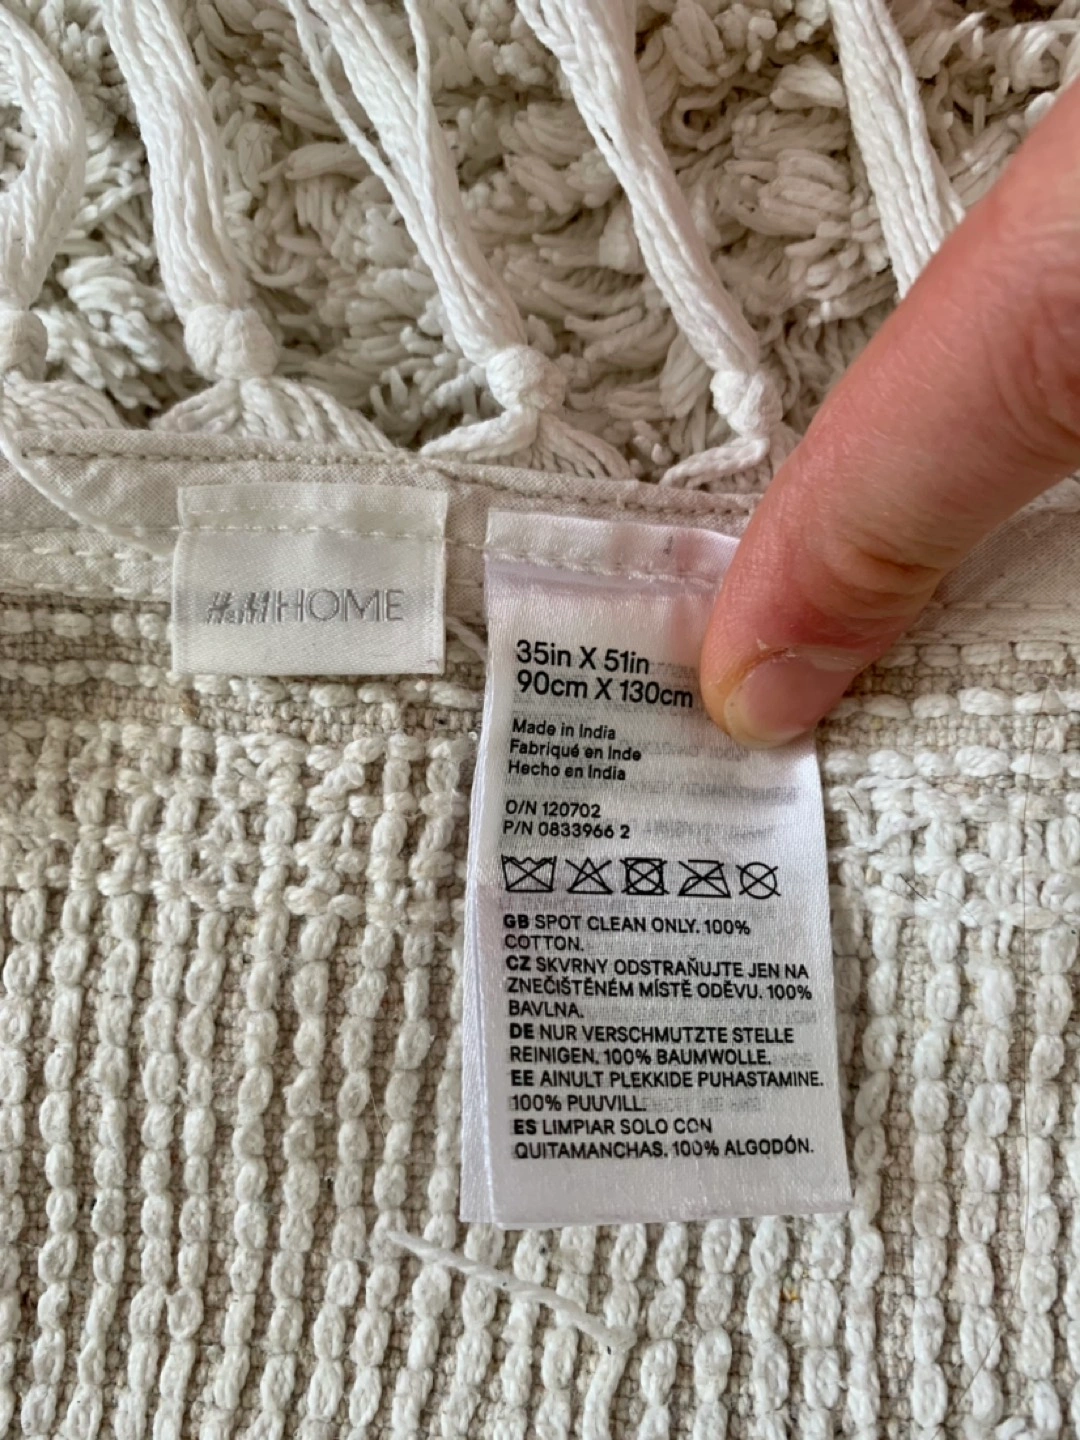 H&M HOME
35in X 51in
90cm X 130cm
Made in India
Fabriqué en Inde
Hecho en India
O/N 120702
P/N 0833966 2
GB SPOT CLEAN ONLY. 100%
COTTON.
CZ SKVRNY ODSTRAŇUJTE JEN NA
ZNEČIŠTĚNÉM MÍSTĚ ODĚVU. 100%
BAVLNA.
DE NUR VERSCHMUTZTE STELLE
REINIGEN. 100% BAUMWOLLE.
EE AINULT PLEKKIDE PUHASTAMINE.
100% PUUVILL.
ES LIMPIAR SOLO CON
QUITAMANCHAS. 100% ALGODÓN.